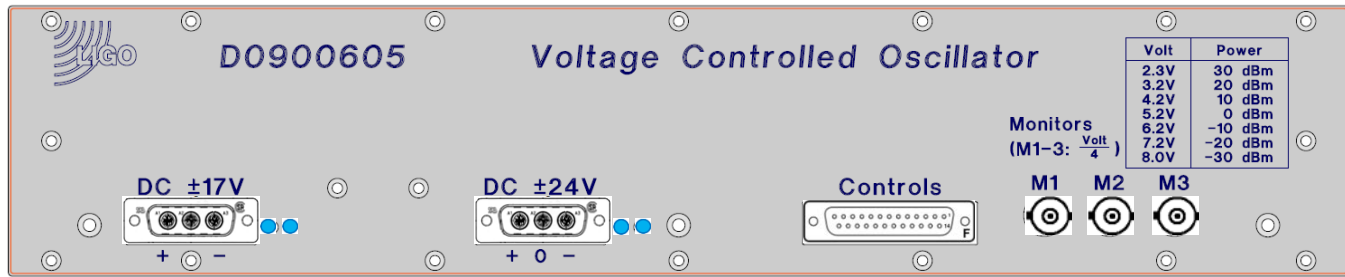 LIGO
D0900605
Voltage Controlled Oscillator
Volt Power
2.3V 30 dBm
3.2V 20 dBm
4.2V 10 dBm
5.2V 0 dBm
6.2V -10 dBm
7.2V -20 dBm
8.0V -30 dBm
Monitors
(M1-3: Volt/4)
DC ±17V
DC ±24V
Controls
M1
M2
M3
F
+ -
+ 0 -